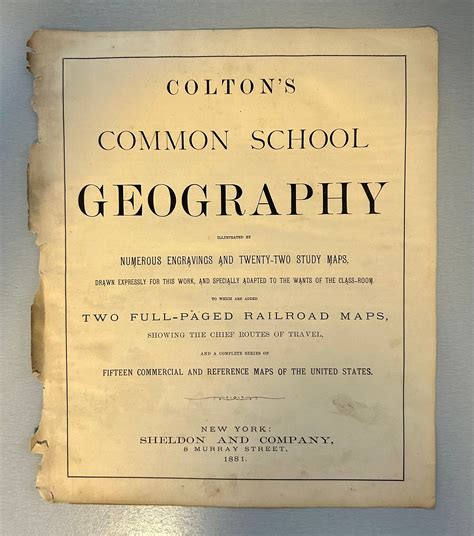 COLTON'S
COMMON SCHOOL
GEOGRAPHY
ILLUSTRATED BY
NUMEROUS ENGRAVINGS AND TWENTY-TWO STUDY MAPS,
DRAWN EXPRESSLY FOR THIS WORK, AND SPECIALLY ADAPTED TO THE WANTS OF THE CLASS-ROOM.
TO WHICH ARE ADDED
TWO FULL-PAGED RAILROAD MAPS,
SHOWING THE CHIEF ROUTES OF TRAVEL,
AND A COMPLETE SERIES OF
FIFTEEN COMMERCIAL AND REFERENCE MAPS OF THE UNITED STATES.
NEW YORK:
SHELDON AND COMPANY,
8 MURRAY STREET,
1881.